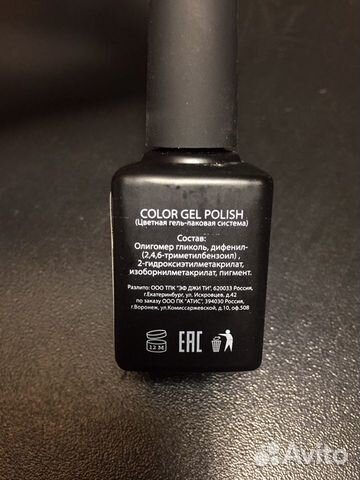 COLOR GEL POLISH
(Цветная гель-лаковая система)
Состав:
Олигомер гликоль, дифенил-
(2,4,6-триметилбензоил) ,
2-гидроксиэтилметакрилат,
изоборнилметакрилат, пигмент.
Разлито: ООО ТПК "ЭФ ДЖИ ТИ", 620033 Россия,
г.Екатеринбург, ул. Искровцев, д.42
по заказу ООО ПК "АТИС", 394030 Россия,
г.Воронеж, ул.Комиссаржевской, д.10, оф.508
12 M
EAC
Avito